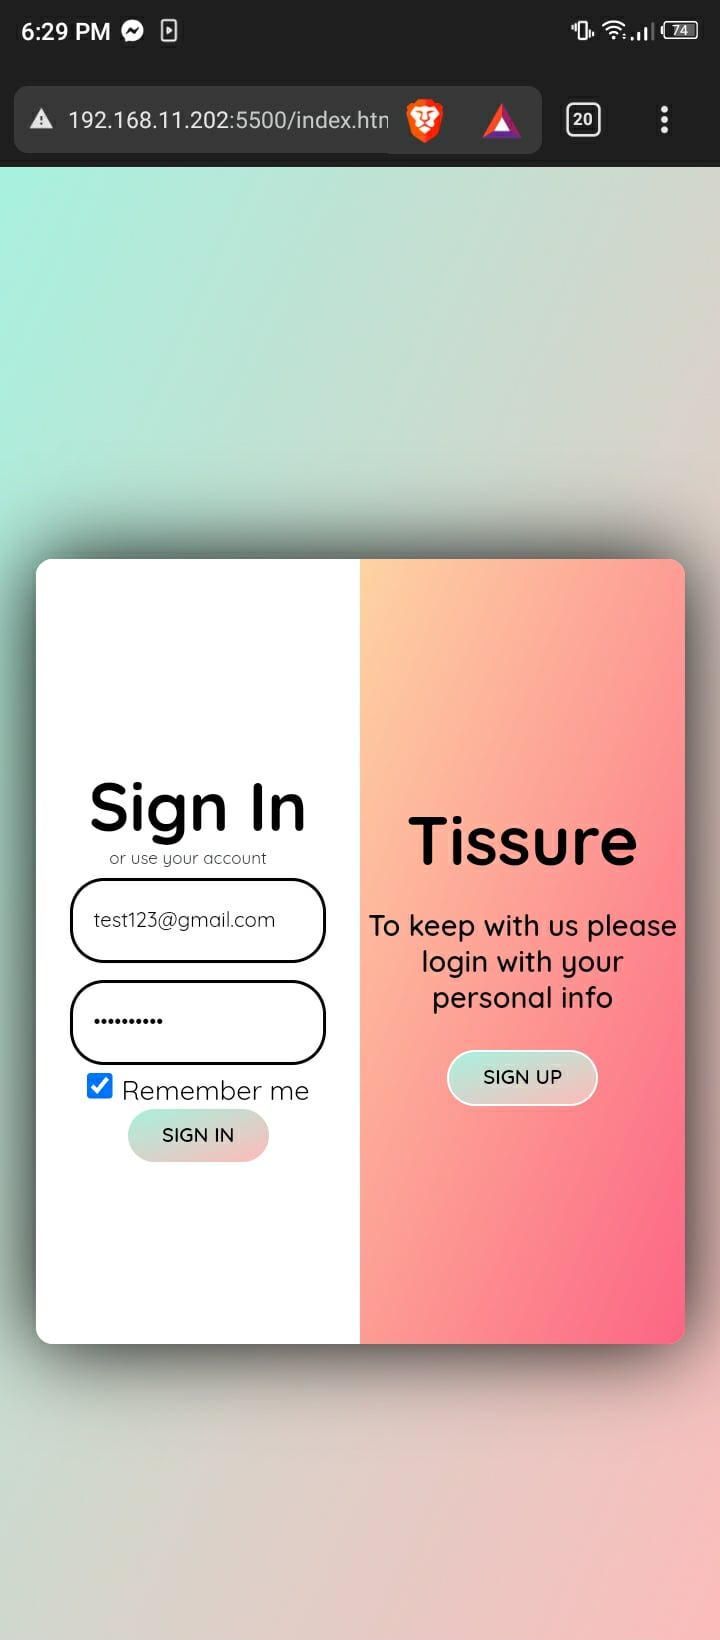 6:29 PM
74
192.168.11.202:5500/index.htm
20
Sign In
or use your account
test123@gmail.com
••••••••••
Remember me
SIGN IN
Tissure
To keep with us please
login with your
personal info
SIGN UP